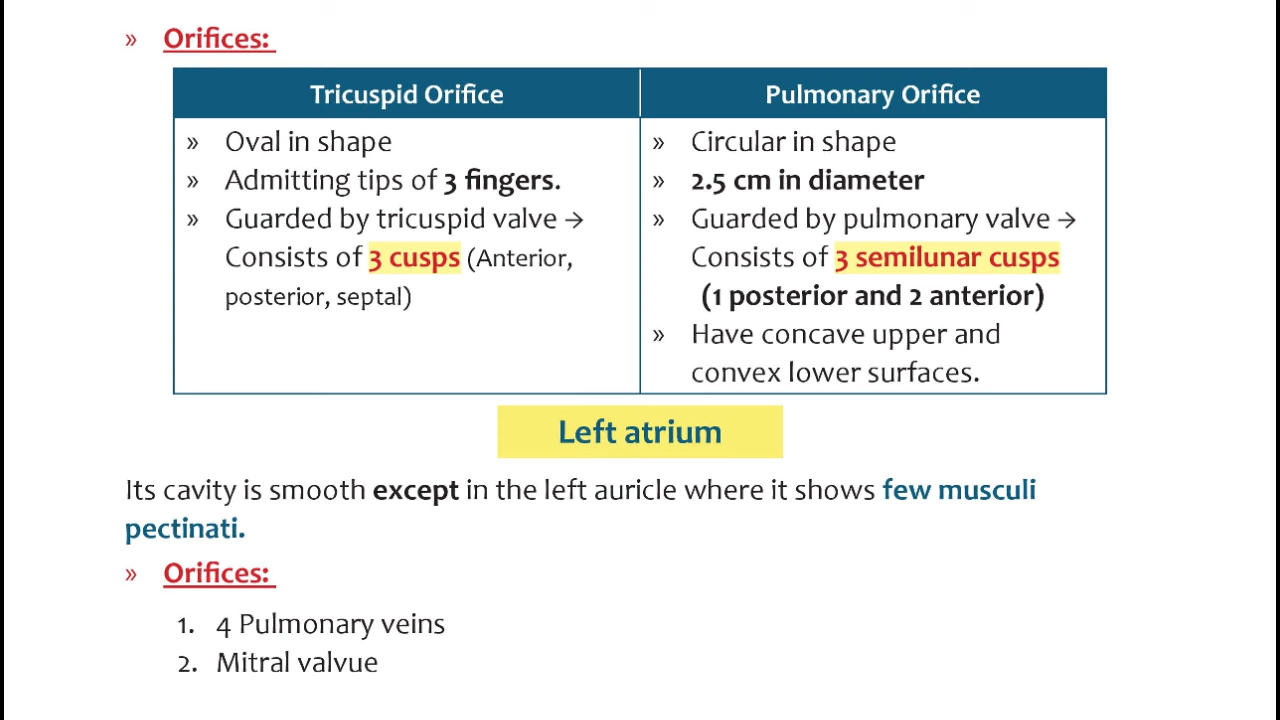 » Orifices:
Tricuspid Orifice
» Oval in shape
» Admitting tips of 3 fingers.
» Guarded by tricuspid valve →
Consists of 3 cusps (Anterior,
posterior, septal)
Pulmonary Orifice
» Circular in shape
» 2.5 cm in diameter
» Guarded by pulmonary valve →
Consists of 3 semilunar cusps
(1 posterior and 2 anterior)
» Have concave upper and
convex lower surfaces.
Left atrium
Its cavity is smooth except in the left auricle where it shows few musculi
pectinati.
» Orifices:
1. 4 Pulmonary veins
2. Mitral valvue